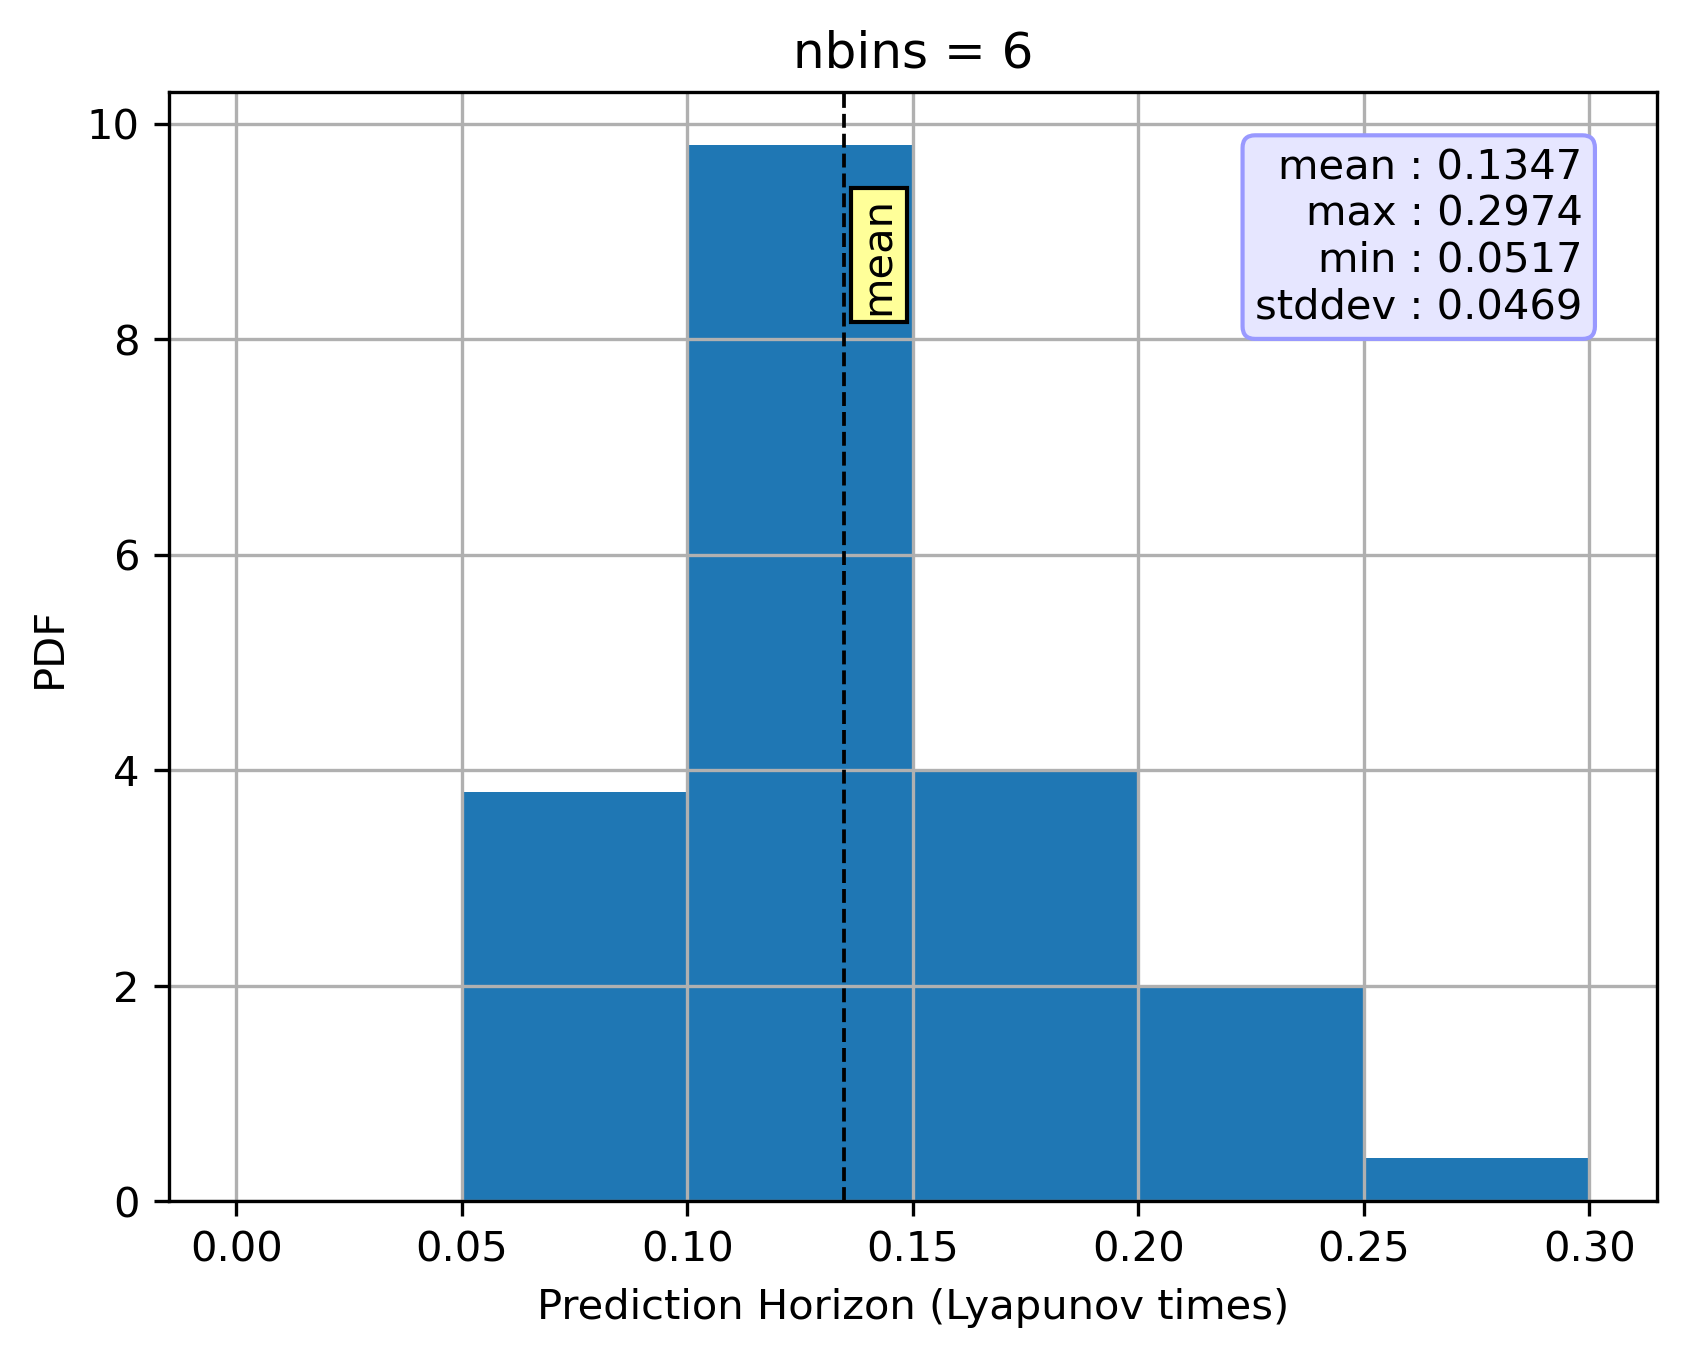 nbins = 6
10
8
6
4
2
0
PDF
mean
mean : 0.1347
max : 0.2974
min : 0.0517
stddev : 0.0469
0.00 0.05 0.10 0.15 0.20 0.25 0.30
Prediction Horizon (Lyapunov times)